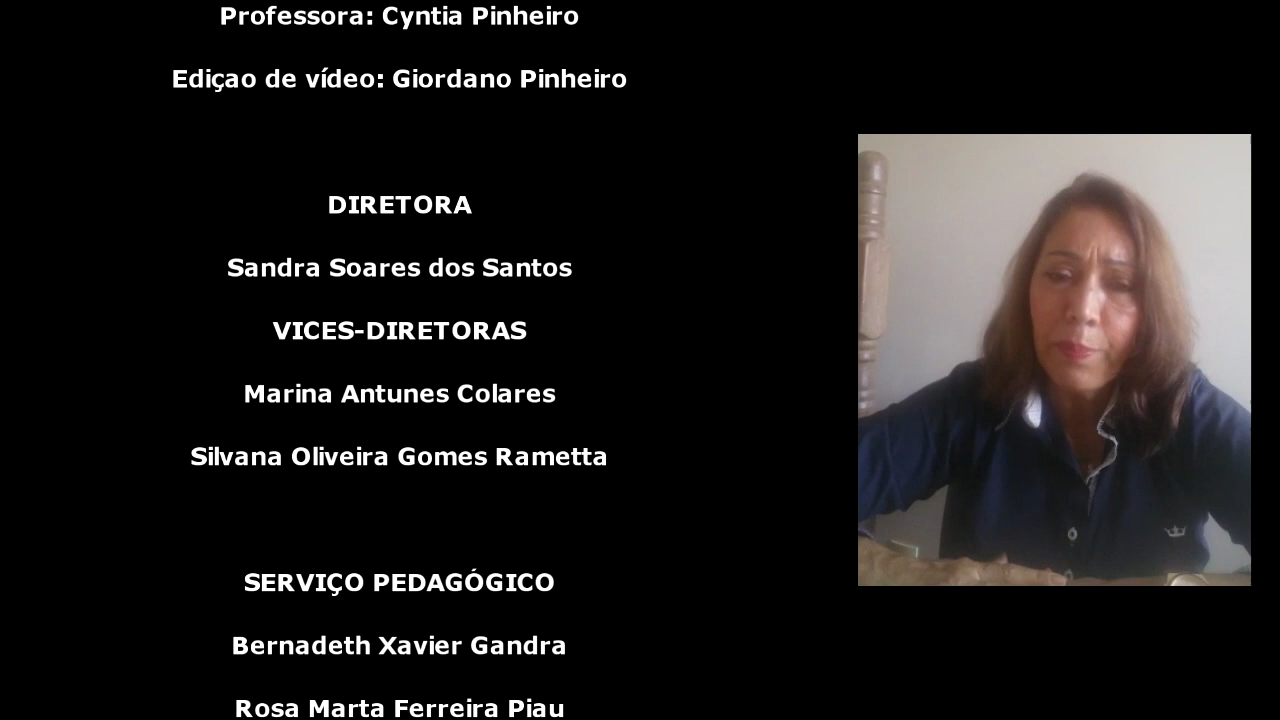 Professora: Cyntia Pinheiro
Ediçao de vídeo: Giordano Pinheiro
DIRETORA
Sandra Soares dos Santos
VICES-DIRETORAS
Marina Antunes Colares
Silvana Oliveira Gomes Rametta
SERVIÇO PEDAGÓGICO
Bernadeth Xavier Gandra
Rosa Marta Ferreira Piau